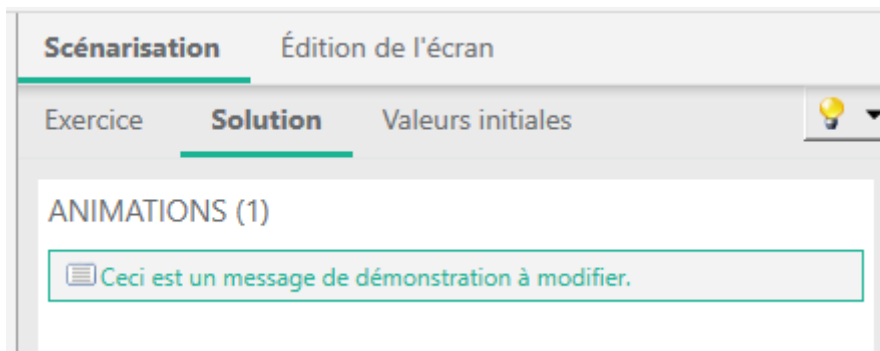 Scénarisation Édition de l'écran
Exercice Solution Valeurs initiales
ANIMATIONS (1)
Ceci est un message de démonstration à modifier.